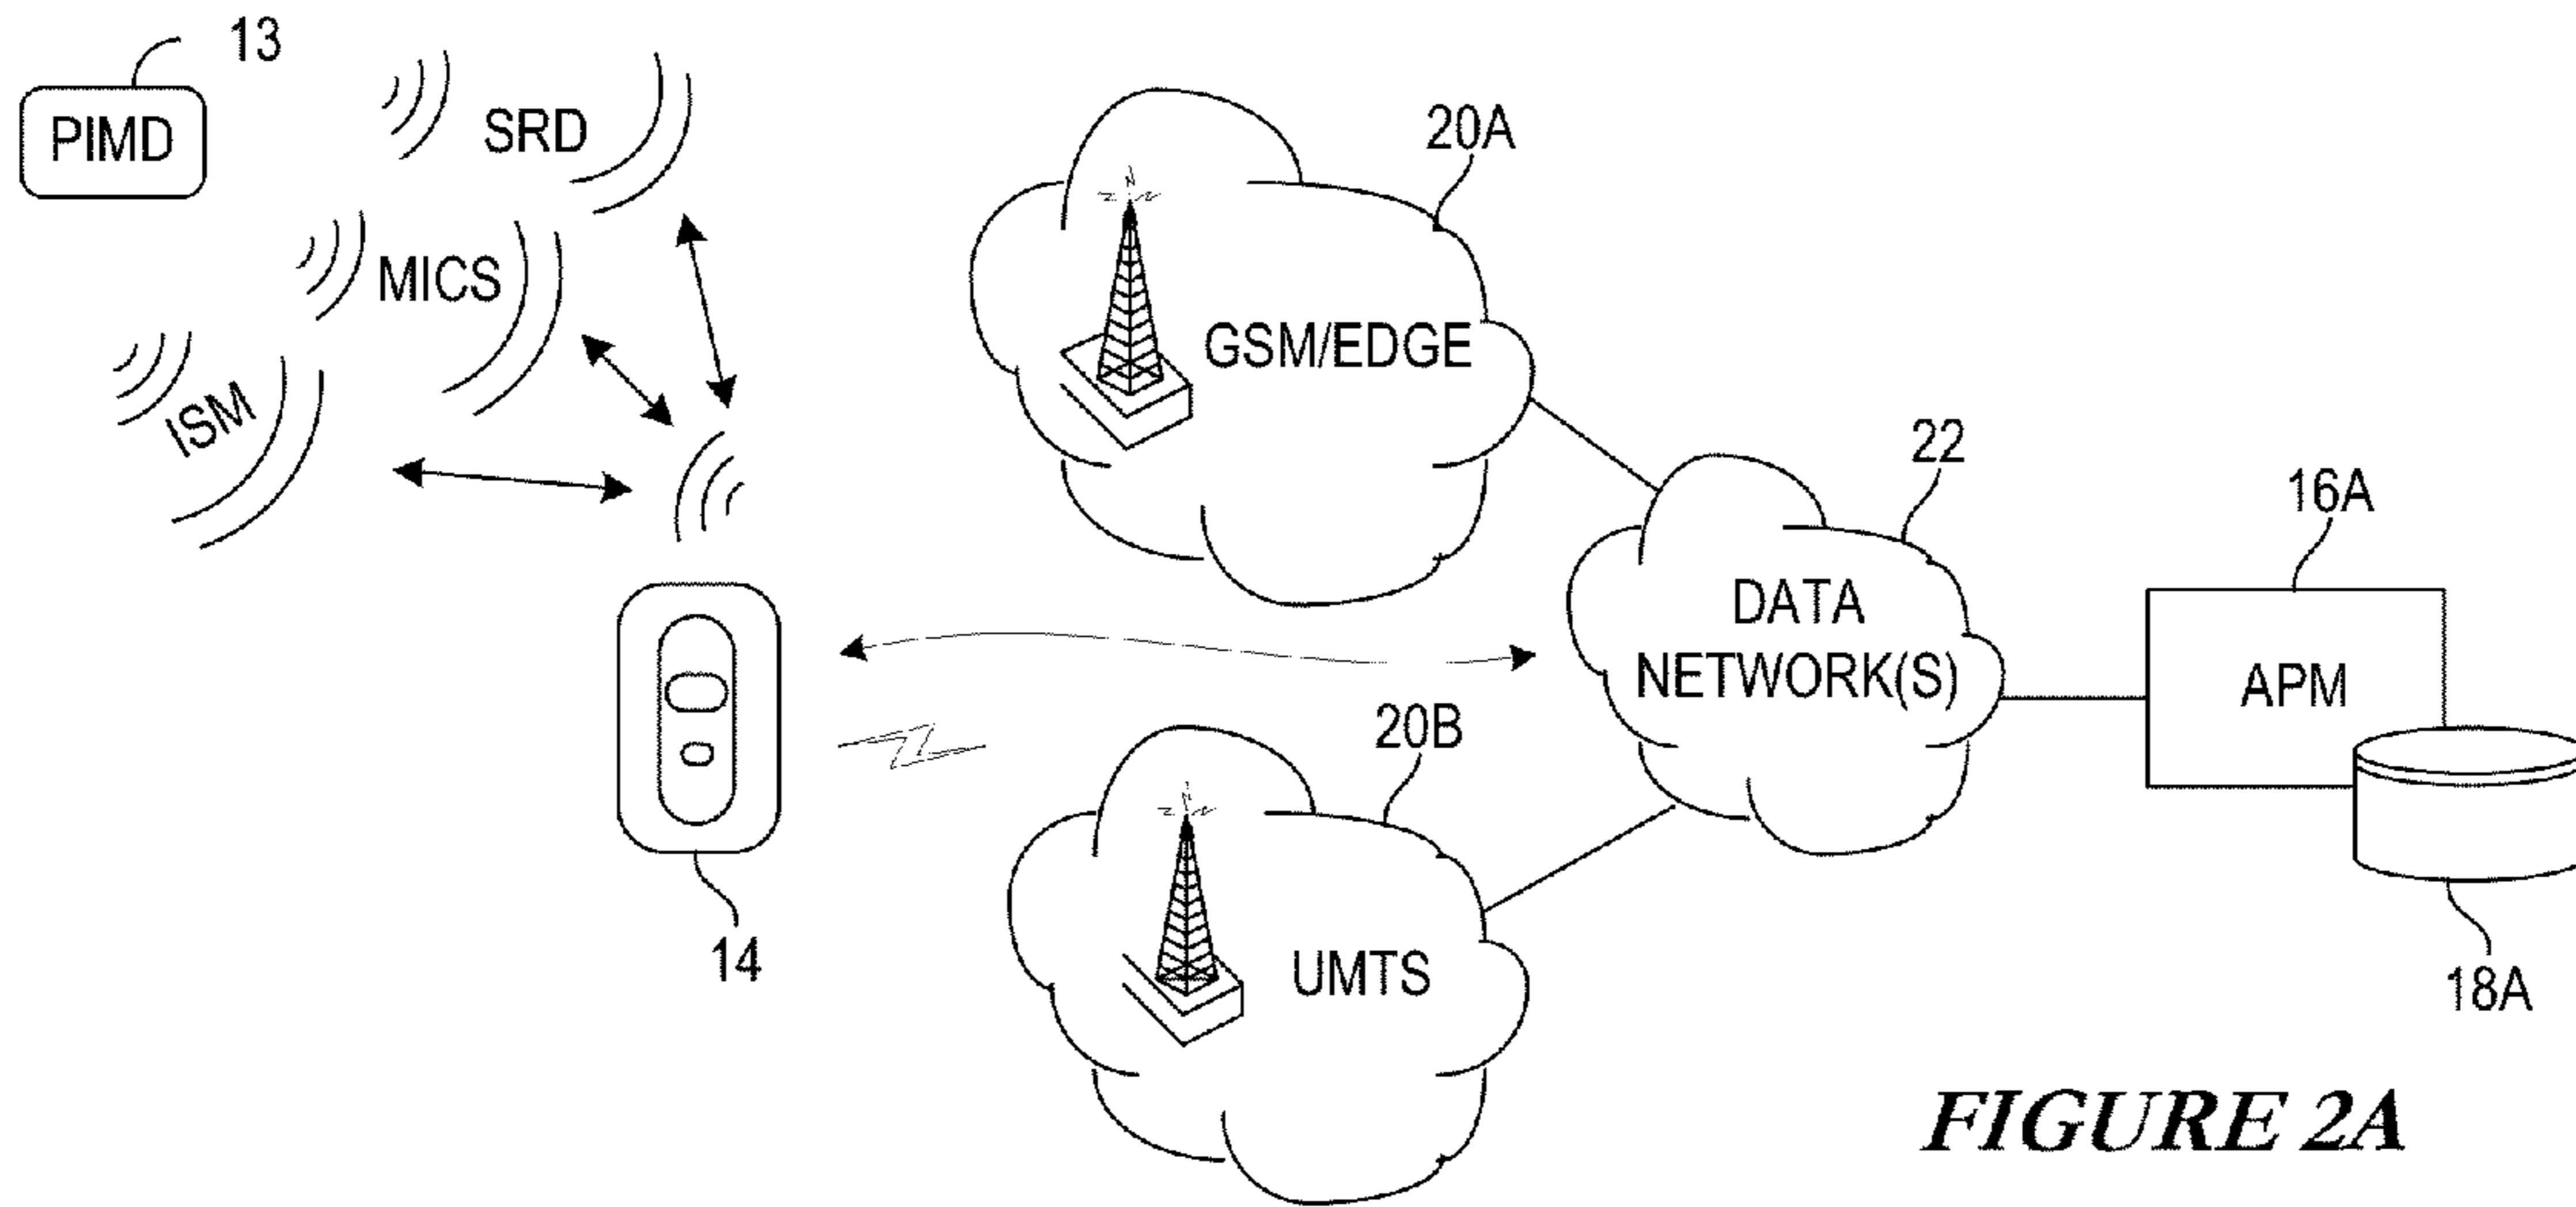 13
PIMD
SRD
MICS
ISM
14
20A
GSM/EDGE
20B
UMTS
22
DATA
NETWORK(S)
16A
APM
18A
FIGURE 2A